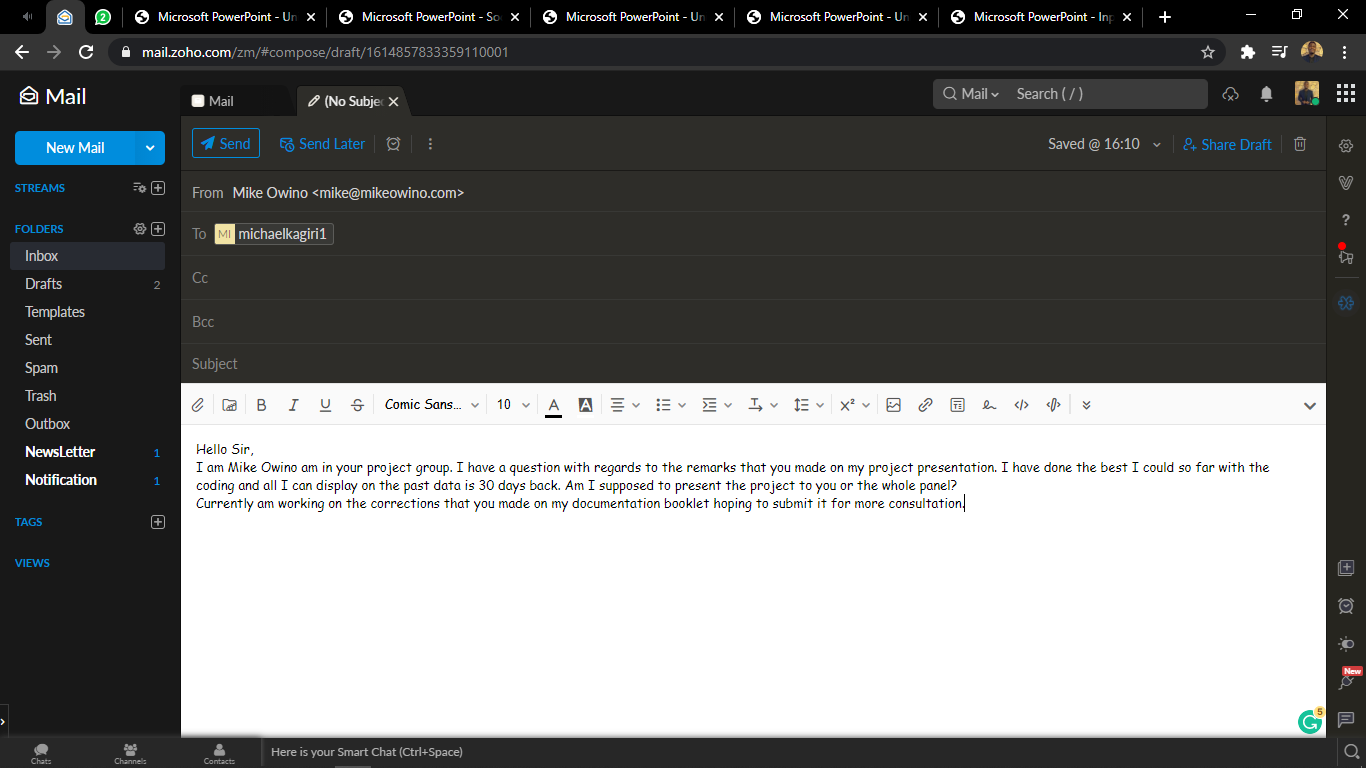 2
Microsoft PowerPoint - Un
Microsoft PowerPoint - So
Microsoft PowerPoint - Un
Microsoft PowerPoint - Un
Microsoft PowerPoint - Inp
mail.zoho.com/zm/#compose/draft/1614857833359110001
Mail
Mail
(No Subje
Mail
Search ( / )
New Mail
Send
Send Later
Saved @ 16:10
Share Draft
STREAMS
From Mike Owino <mike@mikeowino.com>
FOLDERS
To MI michaelkagiri1
Inbox
Cc
Drafts 2
Templates
Bcc
Sent
Subject
Spam
Trash
Comic Sans... 10
Outbox
NewsLetter 1
Notification 1
TAGS
VIEWS
Hello Sir,
I am Mike Owino am in your project group. I have a question with regards to the remarks that you made on my project presentation. I have done the best I could so far with the
coding and all I can display on the past data is 30 days back. Am I supposed to present the project to you or the whole panel?
Currently am working on the corrections that you made on my documentation booklet hoping to submit it for more consultation.
New
5
Chats
Channels
Contacts
Here is your Smart Chat (Ctrl+Space)